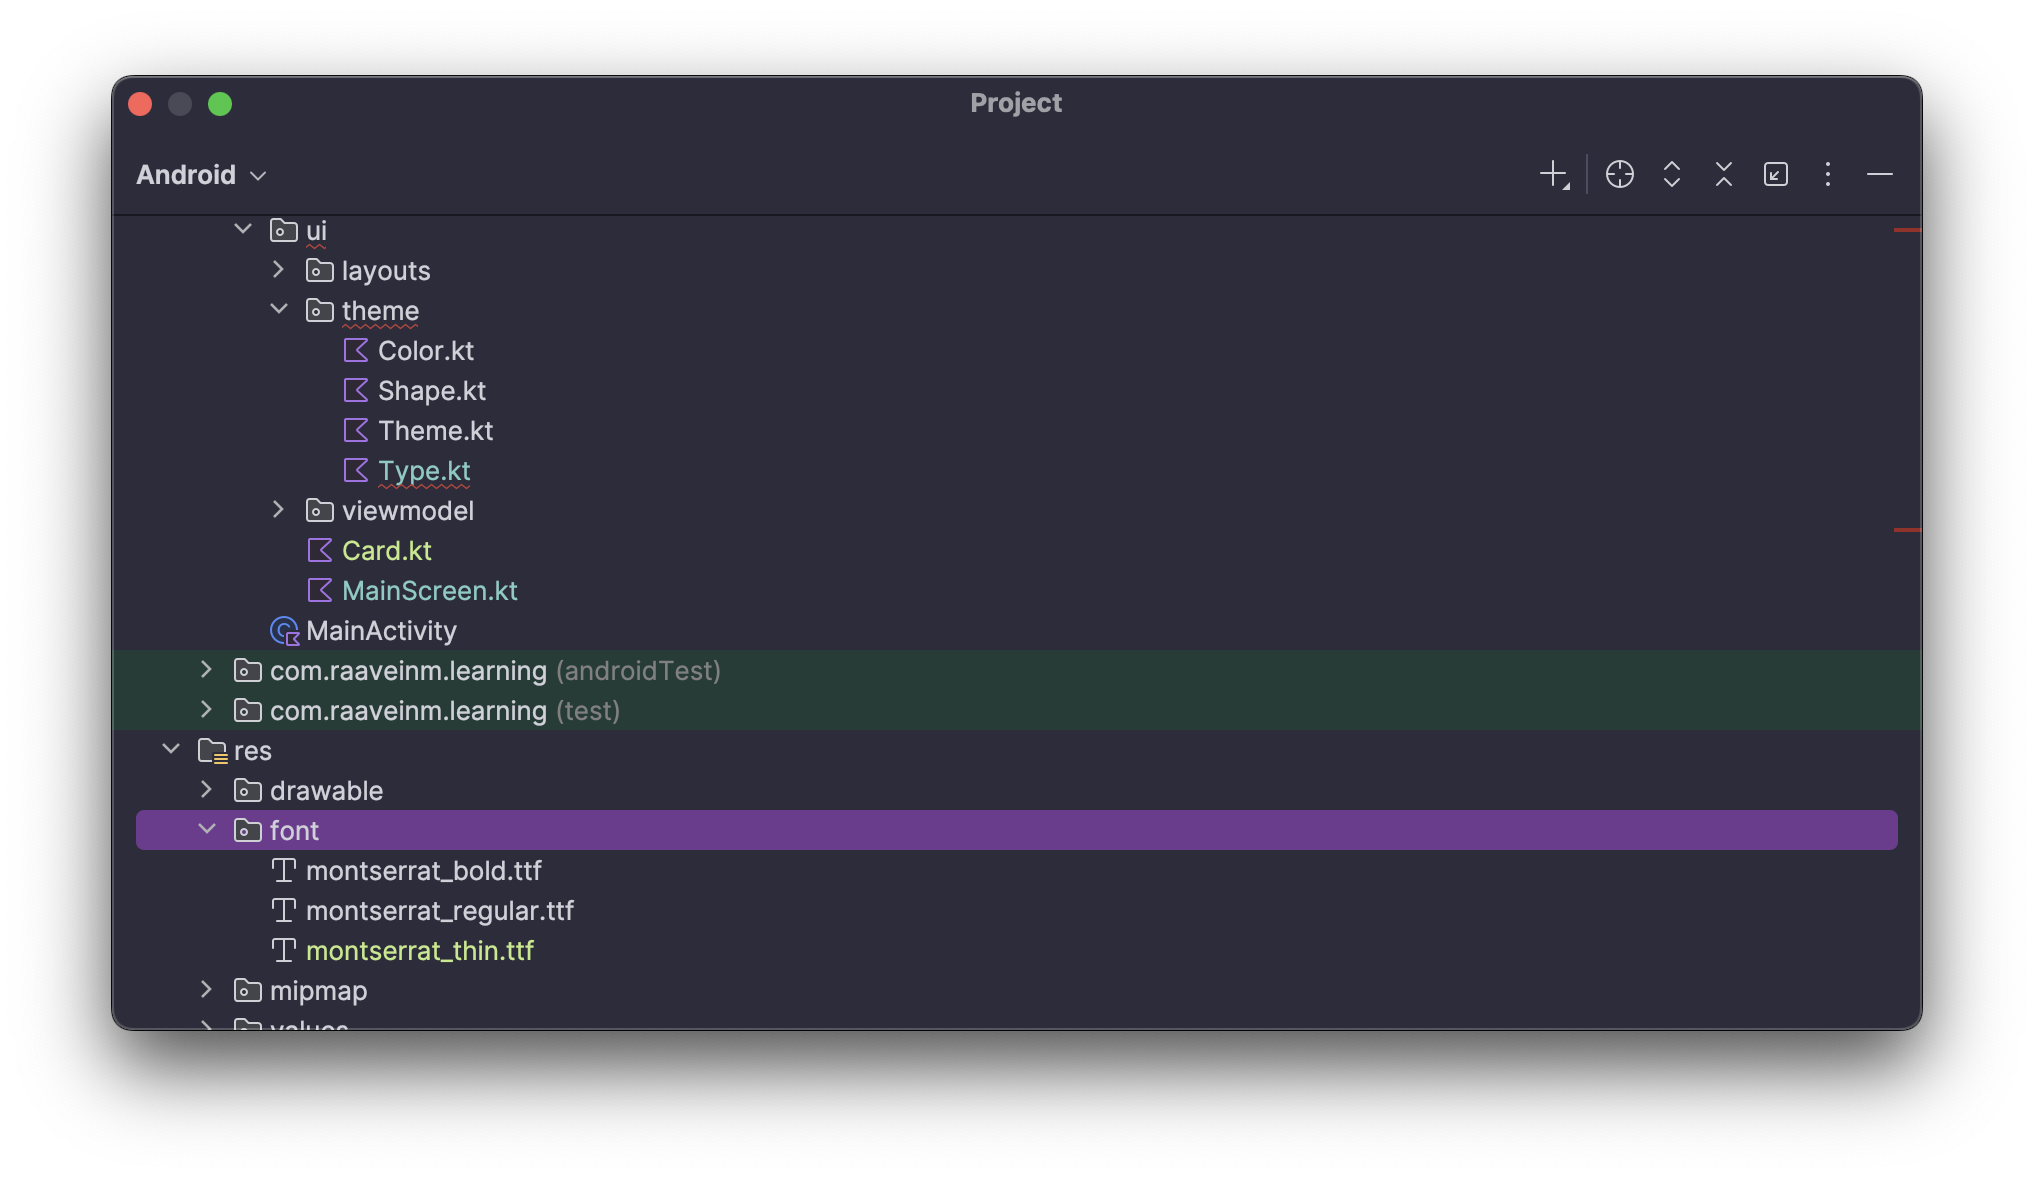 Project
Android
ui
layouts
theme
Color.kt
Shape.kt
Theme.kt
Type.kt
viewmodel
Card.kt
MainScreen.kt
MainActivity
com.raaveinm.learning (androidTest)
com.raaveinm.learning (test)
res
drawable
font
montserrat_bold.ttf
montserrat_regular.ttf
montserrat_thin.ttf
mipmap
values